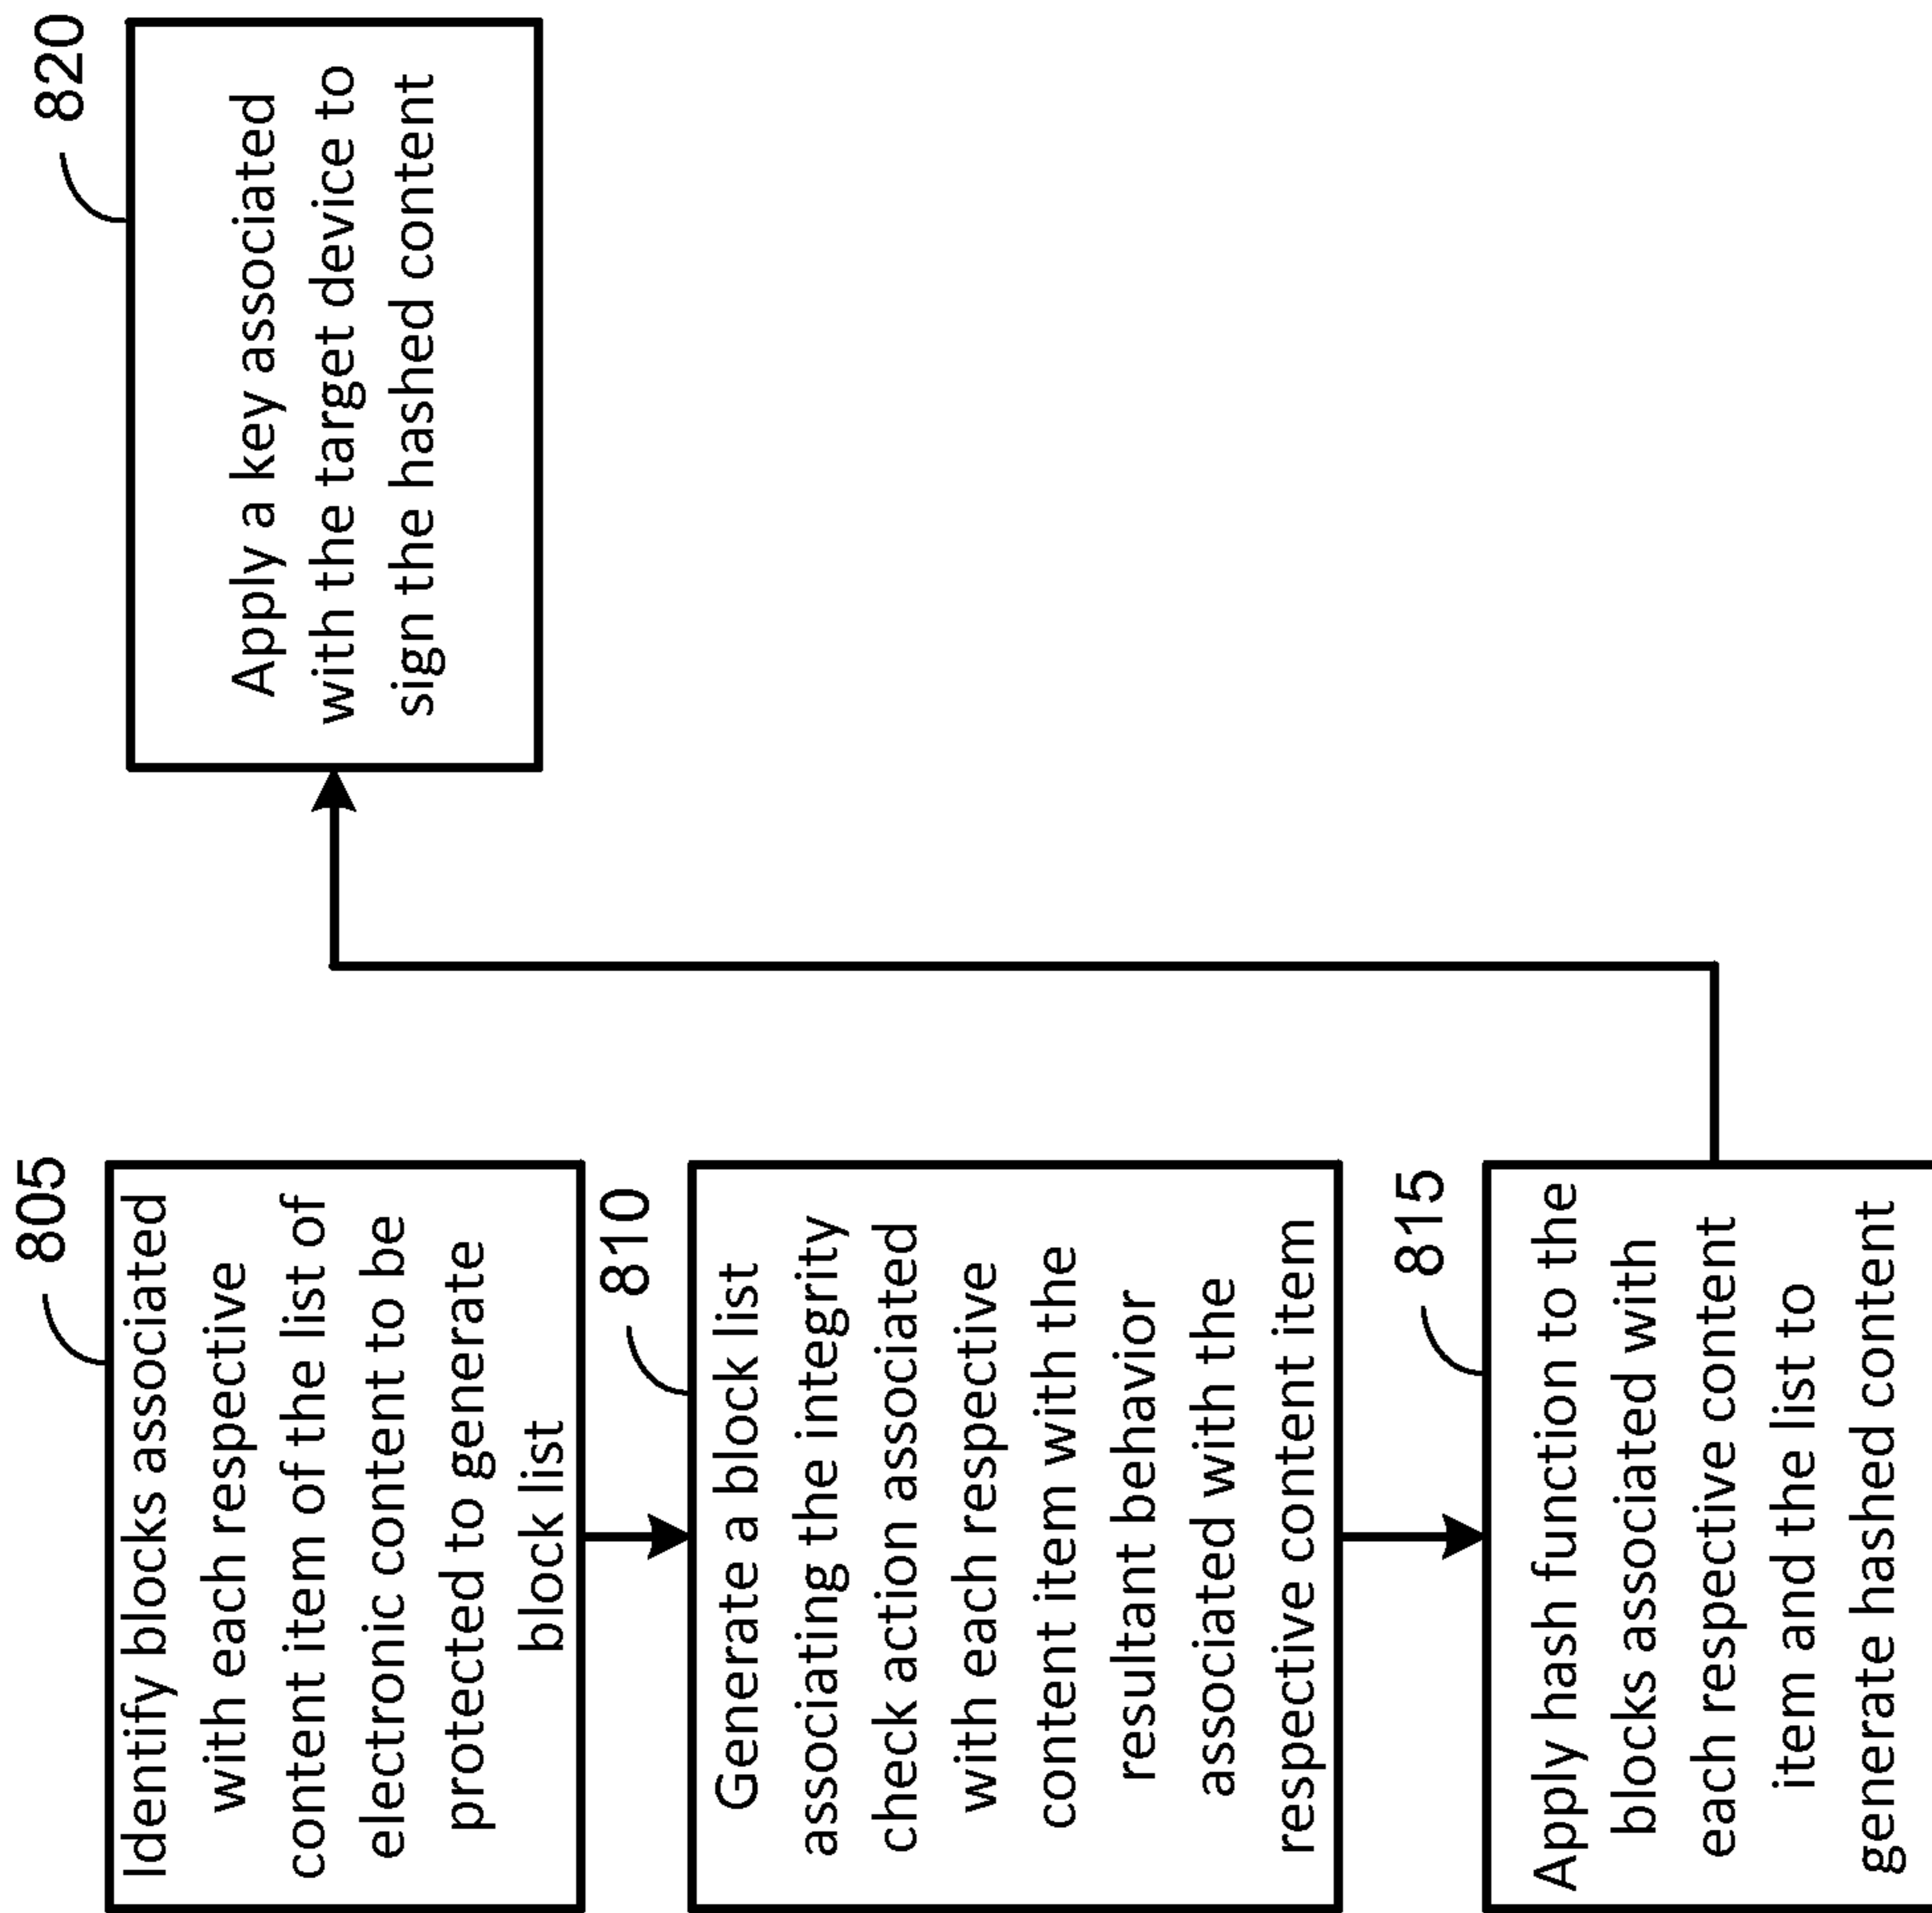 805
Identify blocks associated
with each respective
content item of the list of
electronic content to be
protected to generate
block list
810
Generate a block list
associating the integrity
check action associated
with each respective
content item with the
resultant behavior
associated with the
respective content item
815
Apply hash function to the
blocks associated with
each respective content
item and the list to
generate hashed content
820
Apply a key associated
with the target device to
sign the hashed content